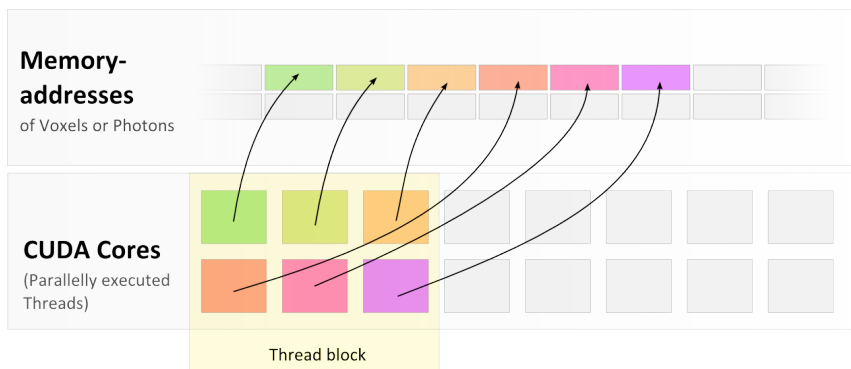 Memory-
addresses
of Voxels or Photons
CUDA Cores
(Parallelly executed
Threads)
Thread block